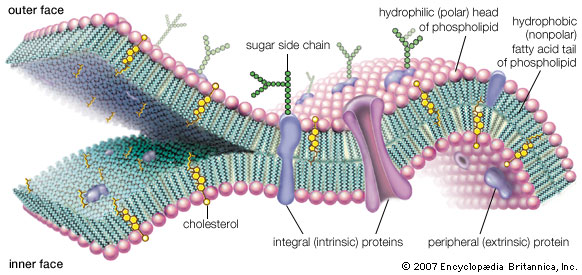 outer face
sugar side chain
hydrophilic (polar) head
of phospholipid
hydrophobic
(nonpolar)
fatty acid tail
of phospholipid
cholesterol
integral (intrinsic) proteins
peripheral (extrinsic) protein
inner face
© 2007 Encyclopædia Britannica, Inc.